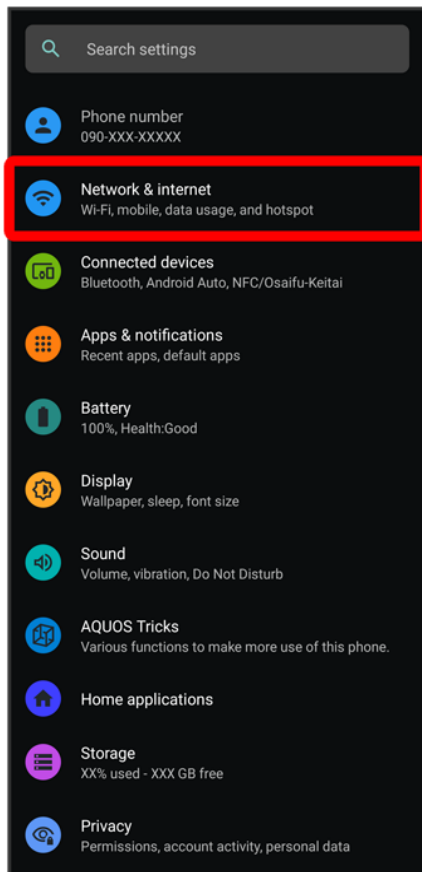 Search settings
Phone number
090-XXX-XXXXX
Network & internet
Wi-Fi, mobile, data usage, and hotspot
Connected devices
Bluetooth, Android Auto, NFC/Osaifu-Keitai
Apps & notifications
Recent apps, default apps
Battery
100%, Health:Good
Display
Wallpaper, sleep, font size
Sound
Volume, vibration, Do Not Disturb
AQUOS Tricks
Various functions to make more use of this phone.
Home applications
Storage
XX% used - XXX GB free
Privacy
Permissions, account activity, personal data